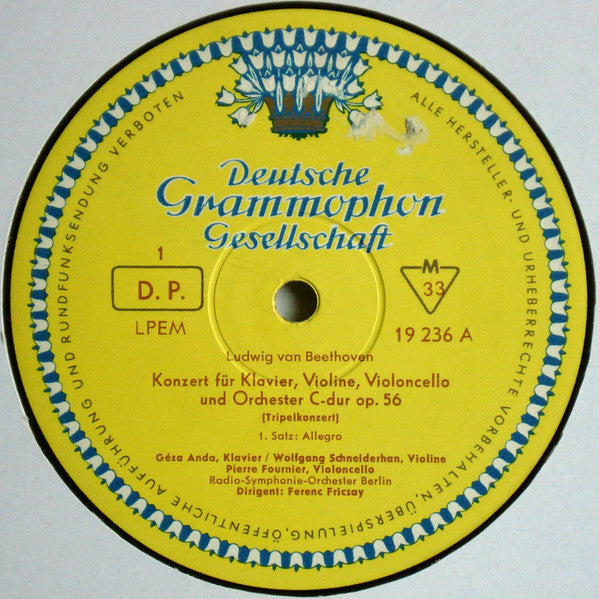 ALLE HERSTELLER- UND URHEBERRECHTE VORBEHALTEN, ÜBERSPIELUNG, ÖFFENTLICHE AUFFÜHRUNG UND RUNDFUNKSENDUNG VERBOTEN
Deutsche
Grammophon
Gesellschaft
1
D. P.
LPEM
M
33
19 236 A
Ludwig van Beethoven
Konzert für Klavier, Violine, Violoncello
und Orchester C-dur op. 56
(Tripelkonzert)
1. Satz: Allegro
Géza Anda, Klavier / Wolfgang Schneiderhan, Violine
Pierre Fournier, Violoncello
Radio-Symphonie-Orchester Berlin
Dirigent: Ferenc Fricsay